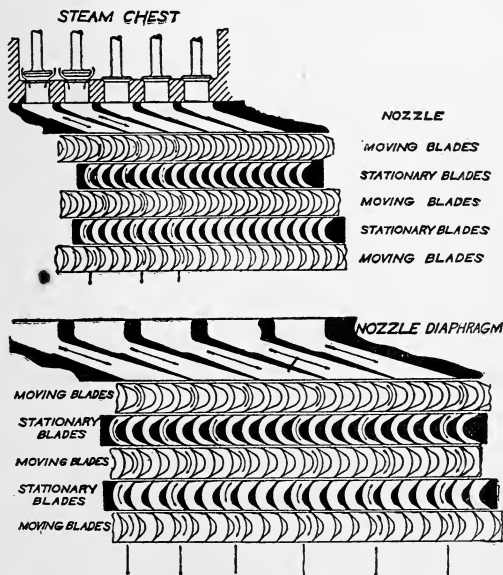 STEAM CHEST
NOZZLE
MOVING BLADES
STATIONARY BLADES
MOVING BLADES
STATIONARY BLADES
MOVING BLADES
NOZZLE DIAPHRAGM
MOVING BLADES
STATIONARY
BLADES
MOVING BLADES
STATIONARY
BLADES
MOVING BLADES